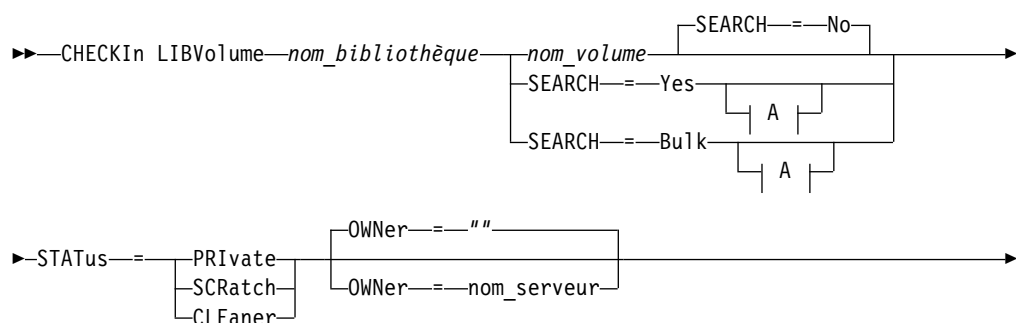 SEARCH = No
CHECKIn LIBVolume nom_bibliothèque nom_volume
SEARCH = Yes
A
SEARCH = Bulk
A
OWNer = ""
STATus = PRIvate
SCRatch OWNer = nom_serveur
CLEaner